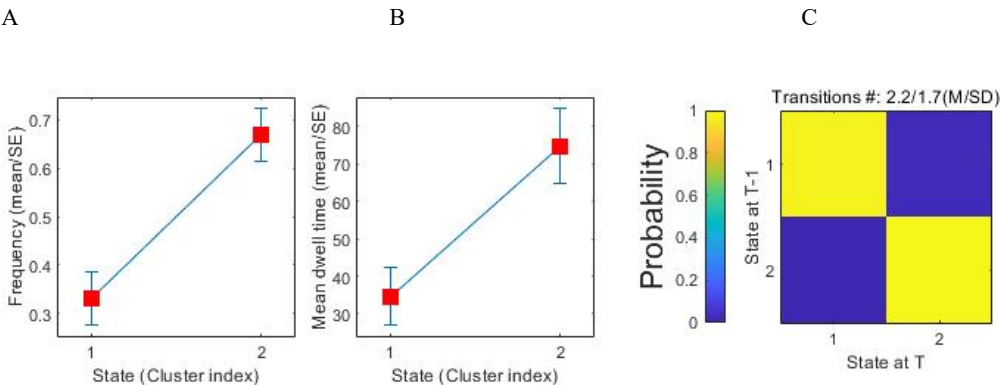 A
B
C
Frequency (mean/SE)
0.7
0.6
0.5
0.4
0.3
1
2
State (Cluster index)
Mean dwell time (mean/SE)
80
70
60
50
40
30
1
2
State (Cluster index)
Probability
1
0.8
0.6
0.4
0.2
0
Transitions #: 2.2/1.7(M/SD)
State at T-1
1
2
1
2
State at T